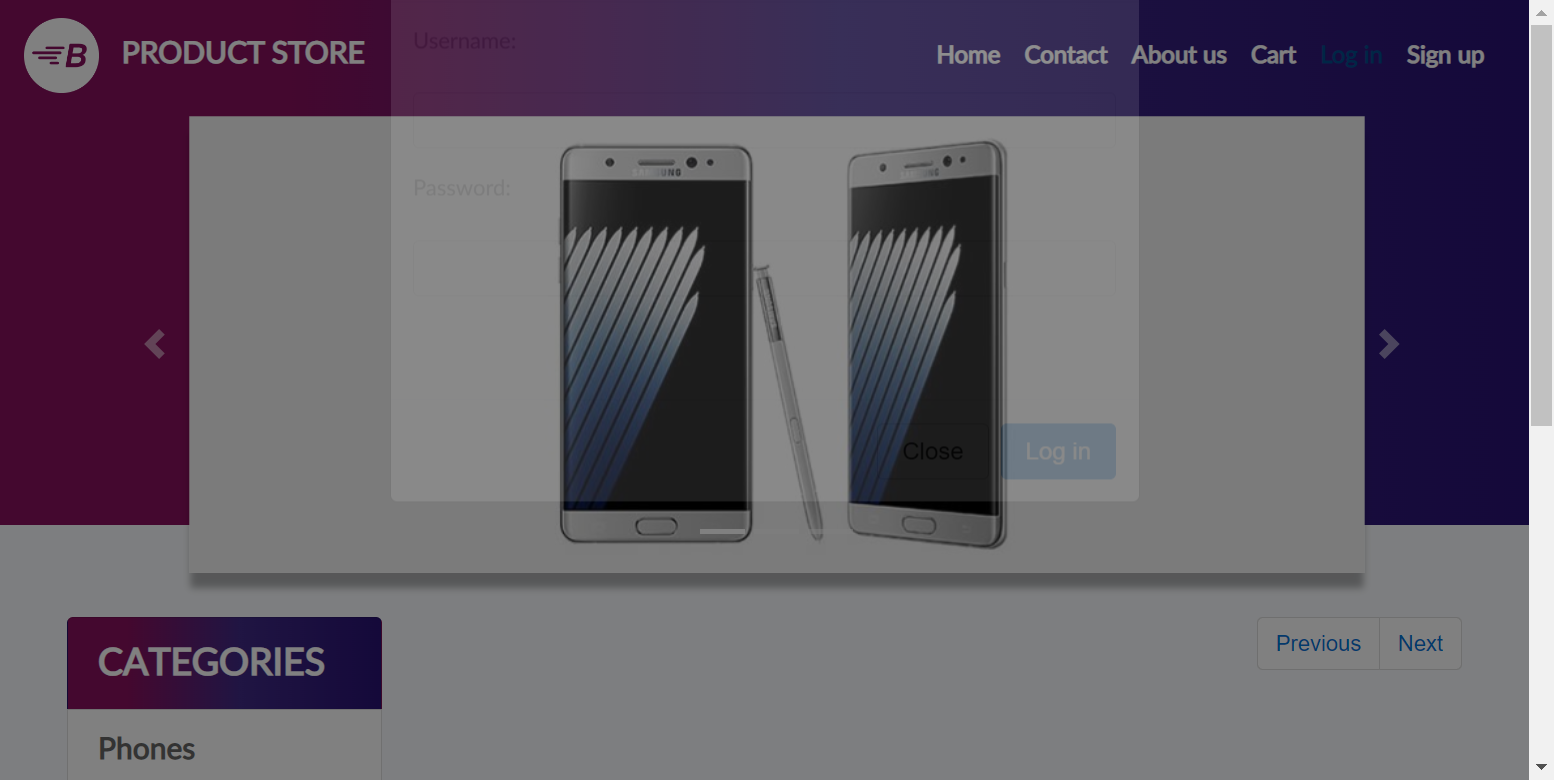 Username:
B PRODUCT STORE Home Contact About us Cart Log in Sign up
SAMSUNG SAMSUNG
Password:
Close Log in
CATEGORIES
Previous Next
Phones